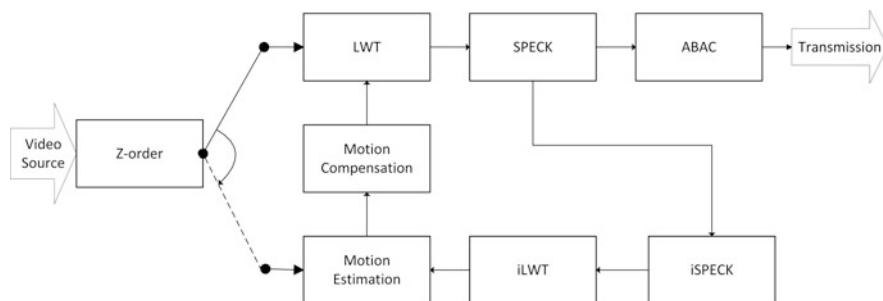 LWT
SPECK
ABAC
Transmission
Video
Source
Z-order
Motion
Compensation
Motion
Estimation
iLWT
iSPECK